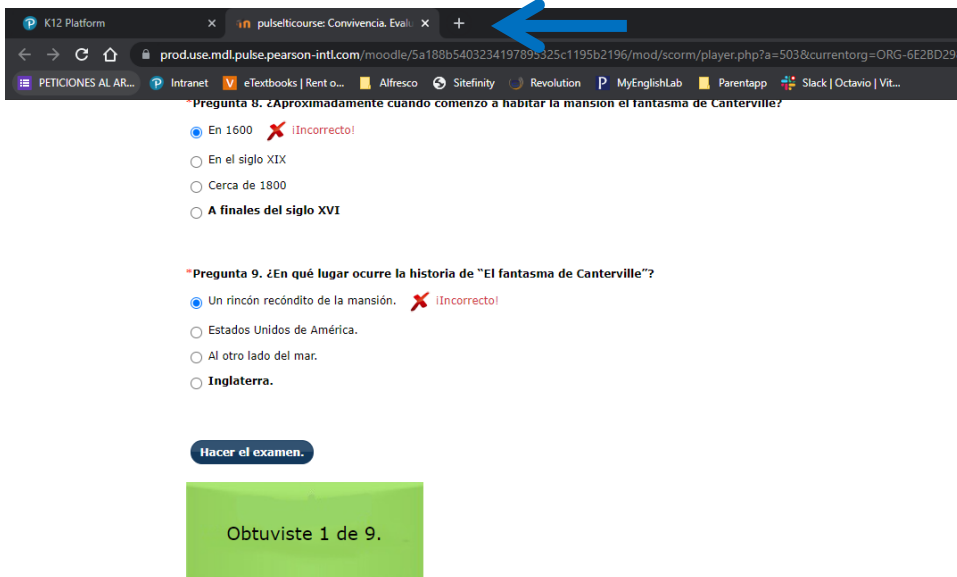 K12 Platform × pulselticourse: Convivencia. Evalu × +
prod.use.mdl.pulse.pearson-intl.com/moodle/5a188b5403234197895325c1195b2196/mod/scorm/player.php?a=503&currentorg=ORG-6E2BD29
PETICIONES AL AR... Intranet eTextbooks | Rent o... Alfresco Sitefinity Revolution MyEnglishLab Parentapp Slack | Octavio | Vit...
*Pregunta 8. ¿Aproximadamente cuándo comenzó a habitar la mansión el fantasma de Canterville?
En 1600 ¡Incorrecto!
En el siglo XIX
Cerca de 1800
A finales del siglo XVI
*Pregunta 9. ¿En qué lugar ocurre la historia de "El fantasma de Canterville"?
Un rincón recóndito de la mansión. ¡Incorrecto!
Estados Unidos de América.
Al otro lado del mar.
Inglaterra.
Hacer el examen.
Obtuviste 1 de 9.